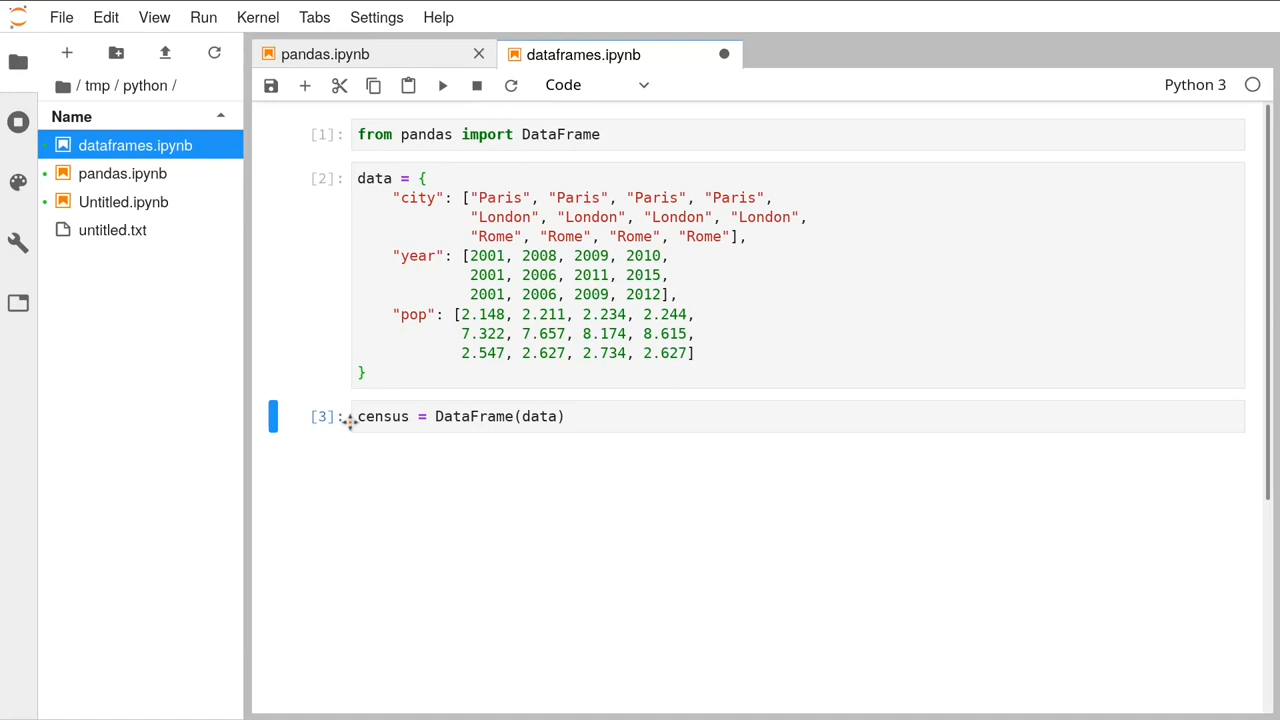 File Edit View Run Kernel Tabs Settings Help
pandas.ipynb
dataframes.ipynb
/ tmp / python /
Code
Python 3
Name
dataframes.ipynb
pandas.ipynb
Untitled.ipynb
untitled.txt
[1]: from pandas import DataFrame
[2]: data = {
"city": ["Paris", "Paris", "Paris", "Paris",
"London", "London", "London", "London",
"Rome", "Rome", "Rome", "Rome"],
"year": [2001, 2008, 2009, 2010,
2001, 2006, 2011, 2015,
2001, 2006, 2009, 2012],
"pop": [2.148, 2.211, 2.234, 2.244,
7.322, 7.657, 8.174, 8.615,
2.547, 2.627, 2.734, 2.627]
}
[3]: census = DataFrame(data)